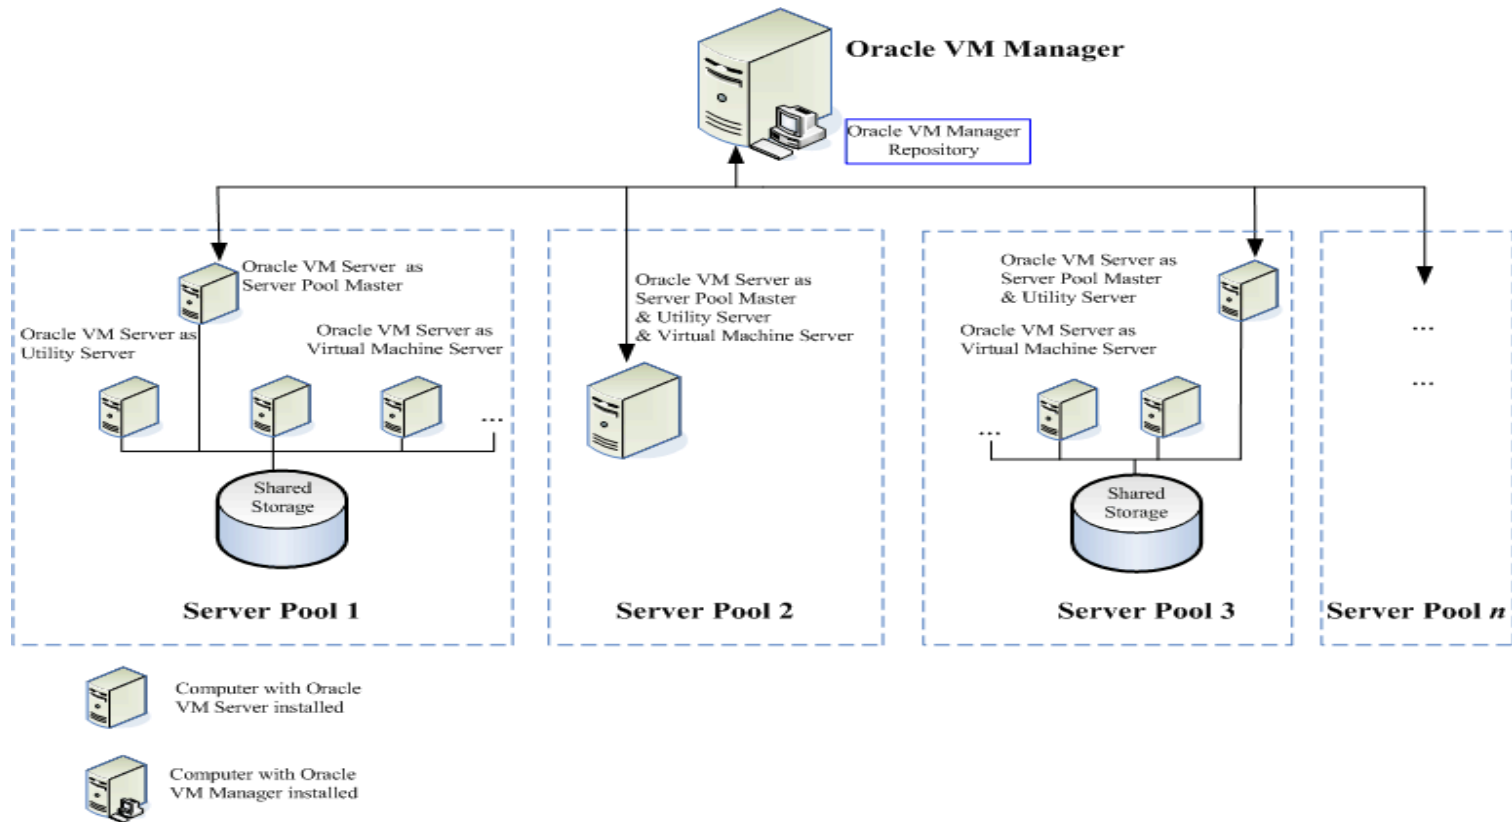 Oracle VM Manager
Oracle VM Manager
Repository
Oracle VM Server as
Server Pool Master
Oracle VM Server as
Utility Server
Oracle VM Server as
Virtual Machine Server
...
Shared
Storage
Server Pool 1
Oracle VM Server as
Server Pool Master
& Utility Server
& Virtual Machine Server
Server Pool 2
Oracle VM Server as
Server Pool Master
& Utility Server
Oracle VM Server as
Virtual Machine Server
...
Shared
Storage
Server Pool 3
...
...
Server Pool n
Computer with Oracle
VM Server installed
Computer with Oracle
VM Manager installed